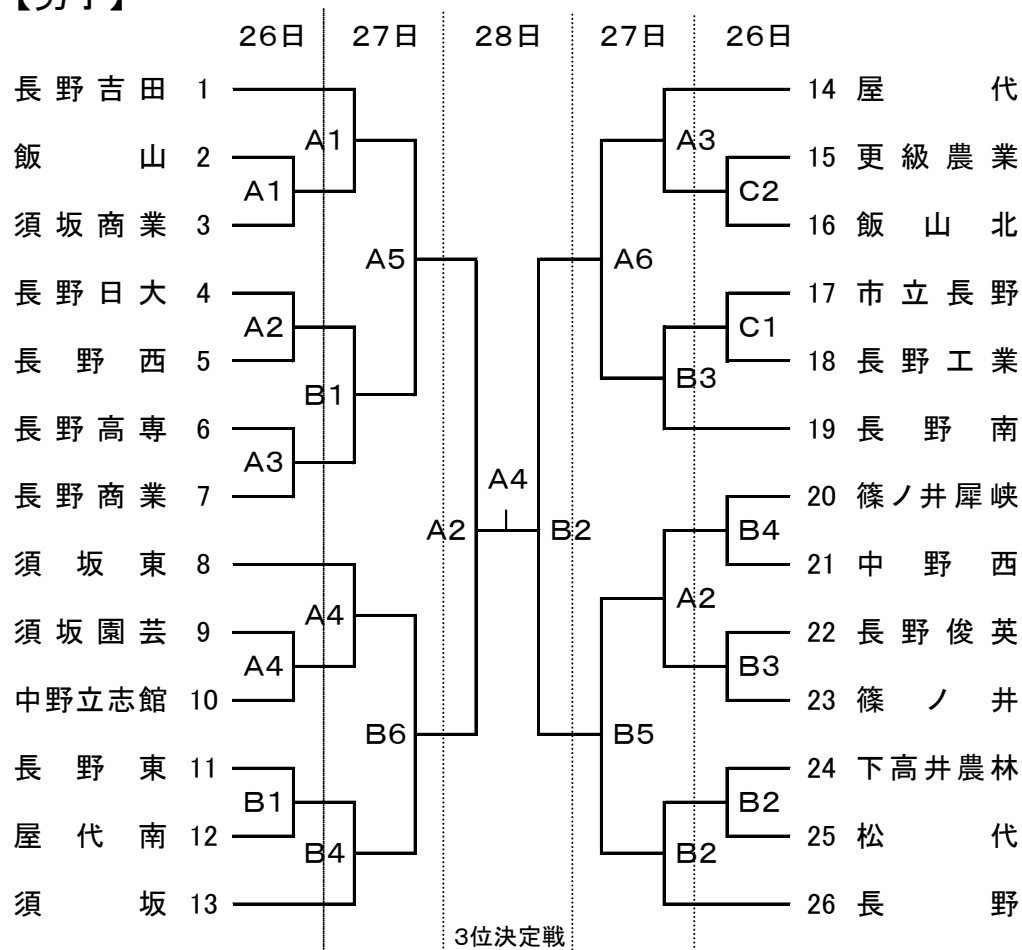 【男子】
26日 27日 28日 27日 26日
長野吉田 1 14 屋代
A1 A3
飯山 2 15 更級農業
A1 C2
須坂商業 3 16 飯山北
A5 A6
長野日大 4 17 市立長野
A2 C1
長野西 5 18 長野工業
B1 B3
長野高専 6 19 長野南
A3
長野商業 7 20 篠ノ井犀峡
A4
A2 B2 B4
須坂東 8 21 中野西
A4 A2
須坂園芸 9 22 長野俊英
A4 B3
中野立志館 10 23 篠ノ井
B6 B5
長野東 11 24 下高井農林
B1 B2
屋代南 12 25 松代
B4 B2
須坂 13 26 長野
3位決定戦